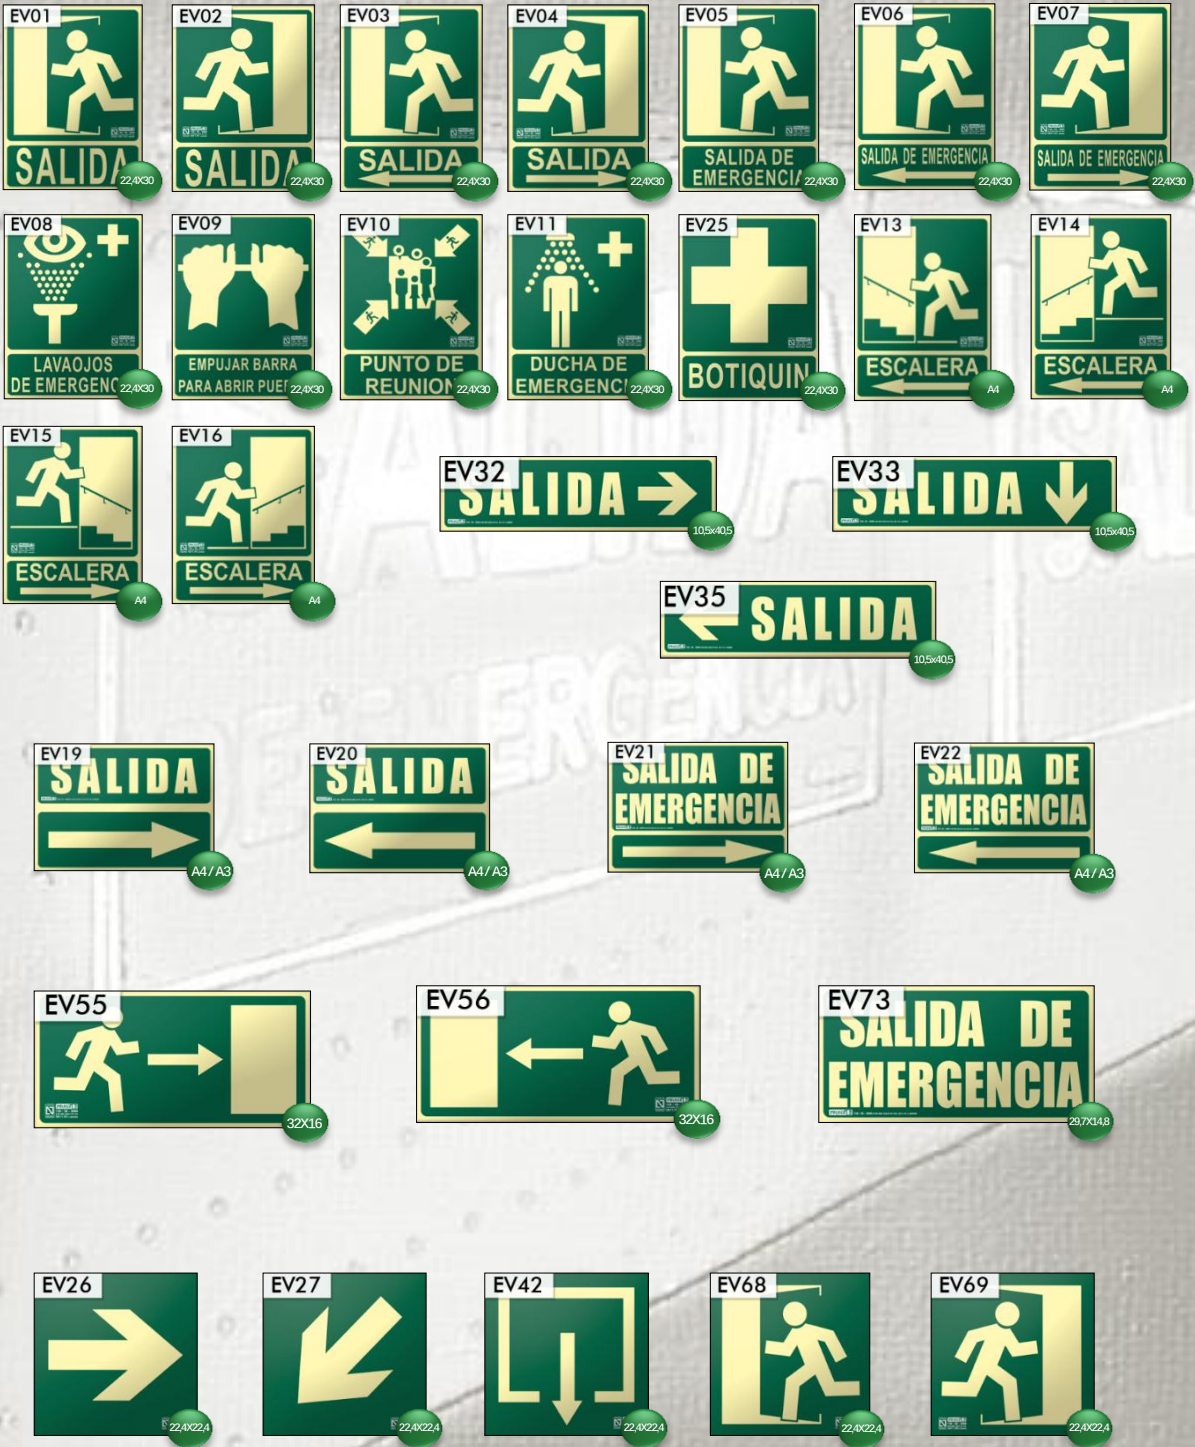 EV01
SALIDA
22,4X30
EV02
SALIDA
22,4X30
EV03
SALIDA
22,4X30
EV04
SALIDA
22,4X30
EV05
SALIDA DE
EMERGENCIA
22,4X30
EV06
SALIDA DE EMERGENCIA
22,4X30
EV07
SALIDA DE EMERGENCIA
22,4X30
EV08
LAVAOJOS
DE EMERGENC
22,4X30
EV09
EMPUJAR BARRA
PARA ABRIR PUE
22,4X30
EV10
PUNTO DE
REUNION
22,4X30
EV11
DUCHA DE
EMERGENCI
22,4X30
EV25
BOTIQUIN
22,4X30
EV13
ESCALERA
A4
EV14
ESCALERA
A4
EV15
ESCALERA
A4
EV16
ESCALERA
A4
EV32
SALIDA
10,5x40,5
EV33
SALIDA
10,5x40,5
EV35
SALIDA
10,5x40,5
EV19
SALIDA
A4 / A3
EV20
SALIDA
A4 / A3
EV21
SALIDA DE
EMERGENCIA
A4 / A3
EV22
SALIDA DE
EMERGENCIA
A4 / A3
EV55
32X16
EV56
32X16
EV73
SALIDA DE
EMERGENCIA
29,7X14,8
EV26
22,4X22,4
EV27
22,4X22,4
EV42
22,4X22,4
EV68
22,4X22,4
EV69
22,4X22,4